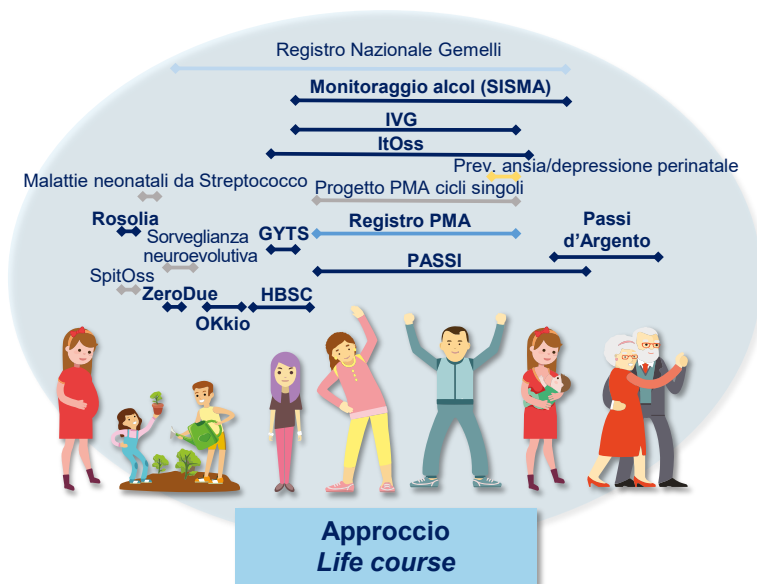 Registro Nazionale Gemelli
Monitoraggio alcol (SISMA)
IVG
ItOss
Prev. ansia/depressione perinatale
Malattie neonatali da Streptococco
Progetto PMA cicli singoli
Rosolia
Sorveglianza
neuroevolutiva
GYTS
Registro PMA
Passi
d'Argento
PASSI
SpitOss
ZeroDue
HBSC
OKkio
Approccio
Life course